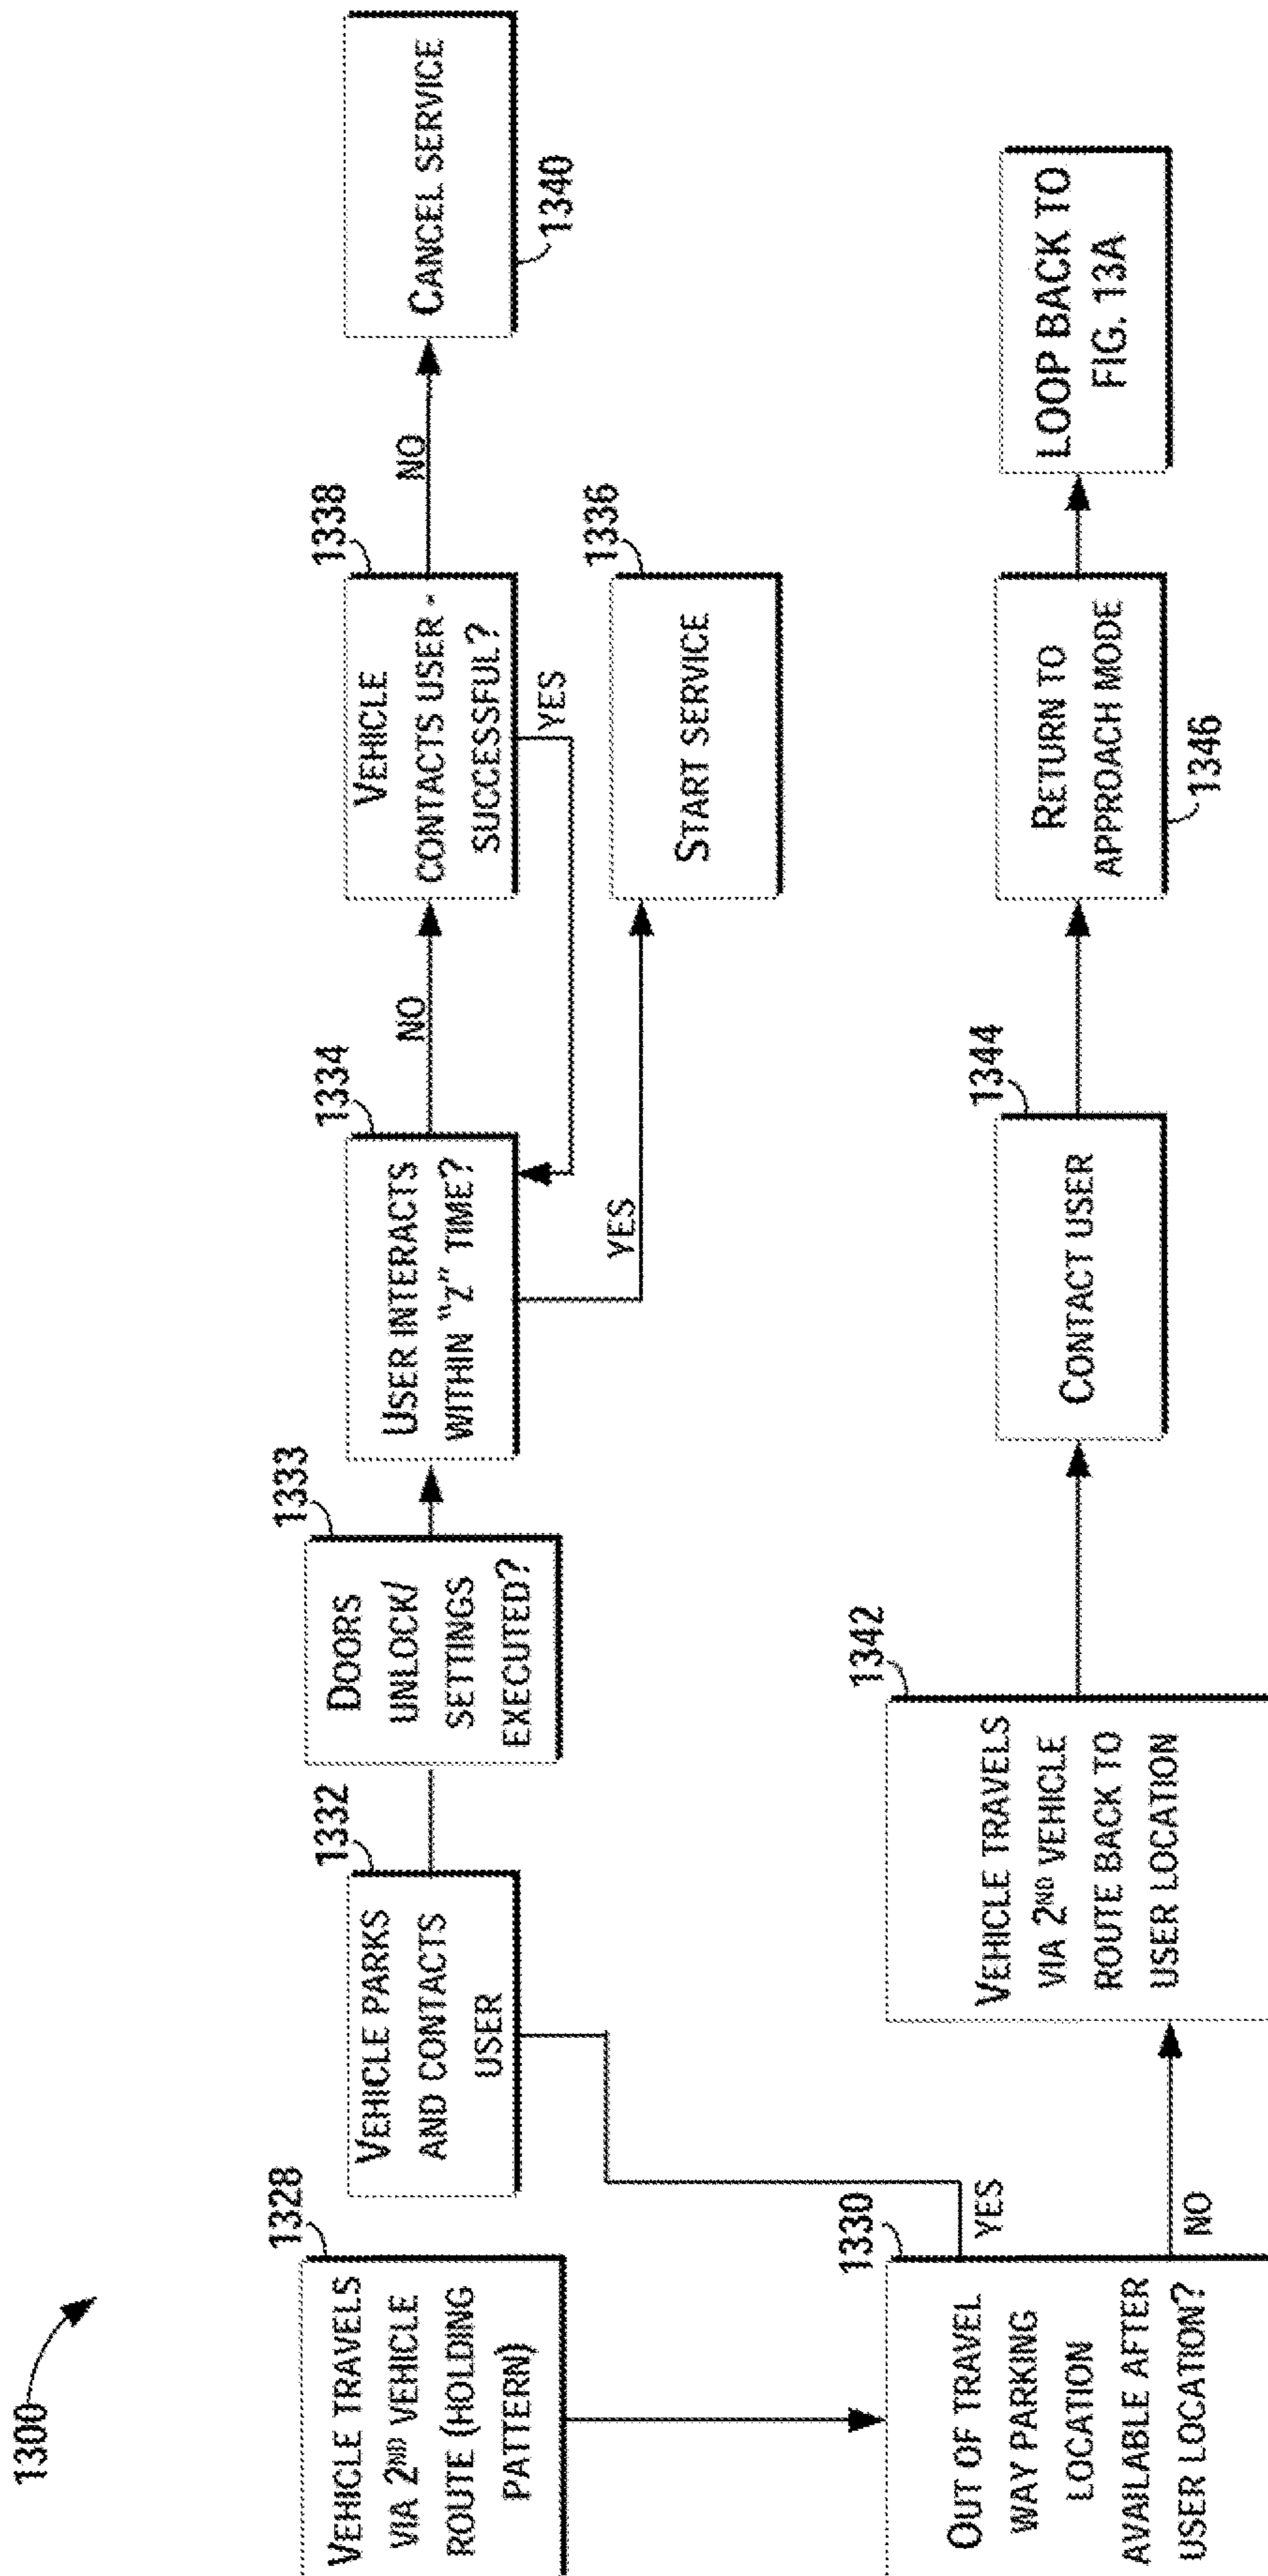 1300
1328
VEHICLE TRAVELS
VIA 2ND VEHICLE
ROUTE (HOLDING
PATTERN)
1330
OUT OF TRAVEL
WAY PARKING
LOCATION
AVAILABLE AFTER
USER LOCATION?
YES
NO
1332
VEHICLE PARKS
AND CONTACTS
USER
1333
DOORS
UNLOCK/
SETTINGS
EXECUTED?
1334
USER INTERACTS
WITHIN “Z” TIME?
NO
YES
1338
VEHICLE
CONTACTS USER -
SUCCESSFUL?
NO
YES
1336
START SERVICE
CANCEL SERVICE
1340
1342
VEHICLE TRAVELS
VIA 2ND VEHICLE
ROUTE BACK TO
USER LOCATION
1344
CONTACT USER
RETURN TO
APPROACH MODE
1346
LOOP BACK TO
FIG. 13A